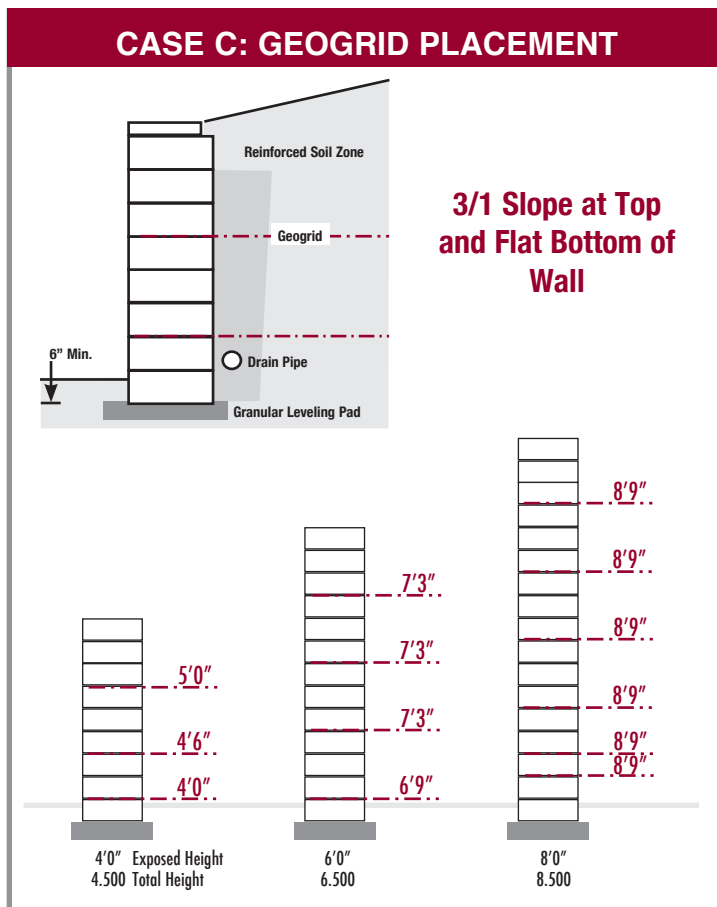 CASE C: GEOGRID PLACEMENT
Reinforced Soil Zone
3/1 Slope at Top
and Flat Bottom of
Wall
Geogrid
6” Min.
Drain Pipe
Granular Leveling Pad
5’0”
4’6”
4’0”
7’3”
7’3”
7’3”
6’9”
8’9”
8’9”
8’9”
8’9”
8’9”
8’9”
4’0” Exposed Height
4.500 Total Height
6’0”
6.500
8’0”
8.500